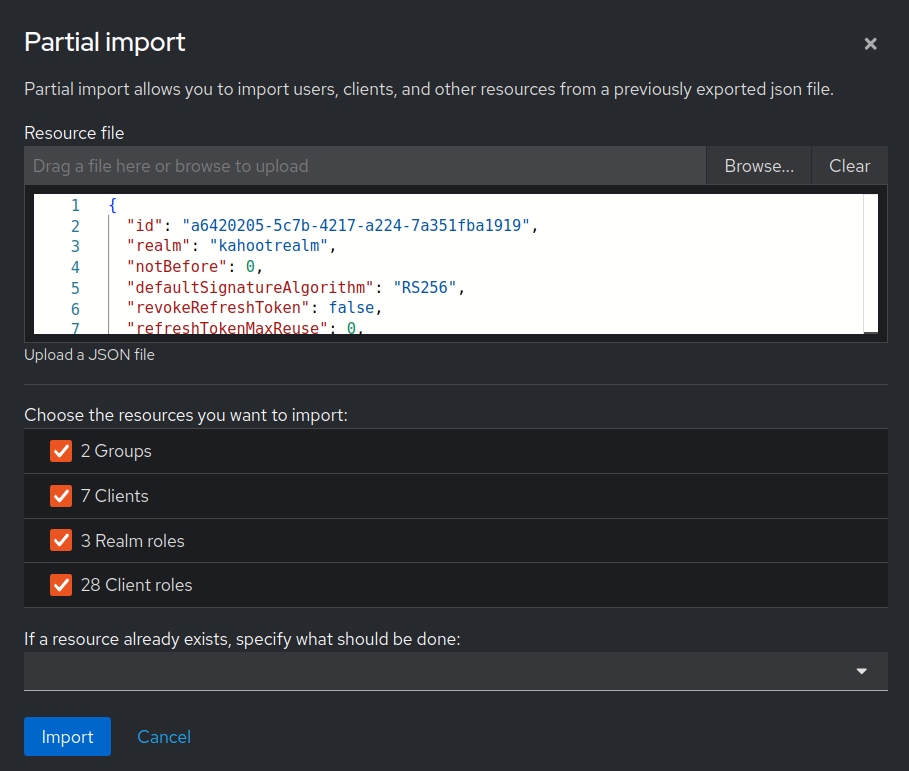 Partial import
Partial import allows you to import users, clients, and other resources from a previously exported json file.
Resource file
Drag a file here or browse to upload
Browse...
Clear
1 {
2 "id": "a6420205-5c7b-4217-a224-7a351fba1919",
3 "realm": "kahootrealm",
4 "notBefore": 0,
5 "defaultSignatureAlgorithm": "RS256",
6 "revokeRefreshToken": false,
7 "refreshTokenMaxReuse": 0,
Upload a JSON file
Choose the resources you want to import:
2 Groups
7 Clients
3 Realm roles
28 Client roles
If a resource already exists, specify what should be done:
Import
Cancel